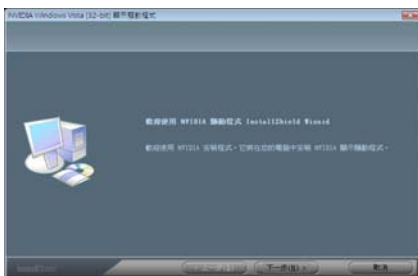 NVIDIA Windows Vista (32-bit) 顯示驅動程式
歡迎使用 NVIDIA 驅動程式 InstallShield Wizard
歡迎使用 NVIDIA 安裝程式。它將在您的電腦中安裝 NVIDIA 顯示驅動程式。
InstallShield
下一步(N) >
取消